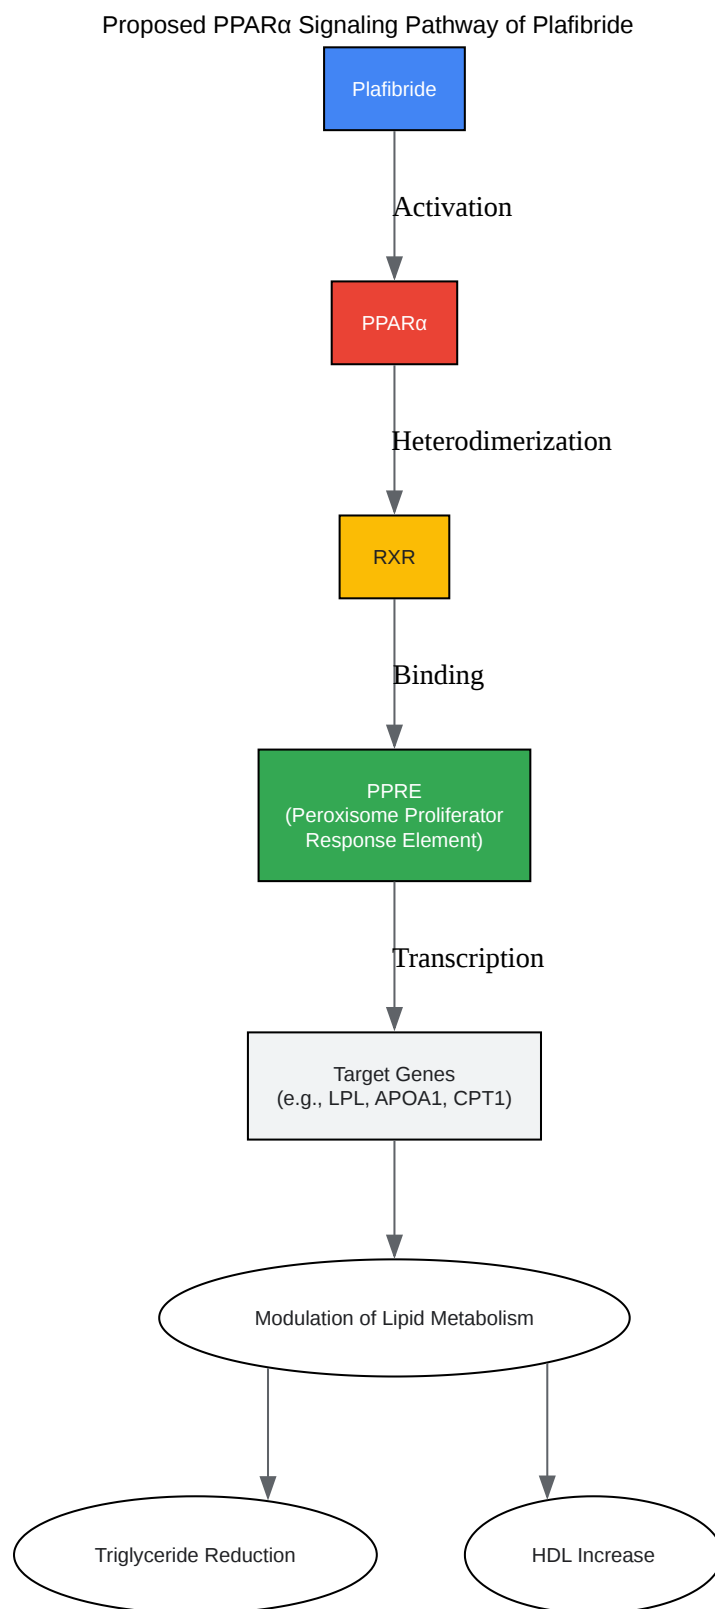 Proposed PPARα Signaling Pathway of Plafibride
Plafibride
Activation
PPARα
Heterodimerization
RXR
Binding
PPRE
(Peroxisome Proliferator
Response Element)
Transcription
Target Genes
(e.g., LPL, APOA1, CPT1)
Modulation of Lipid Metabolism
Triglyceride Reduction
HDL Increase